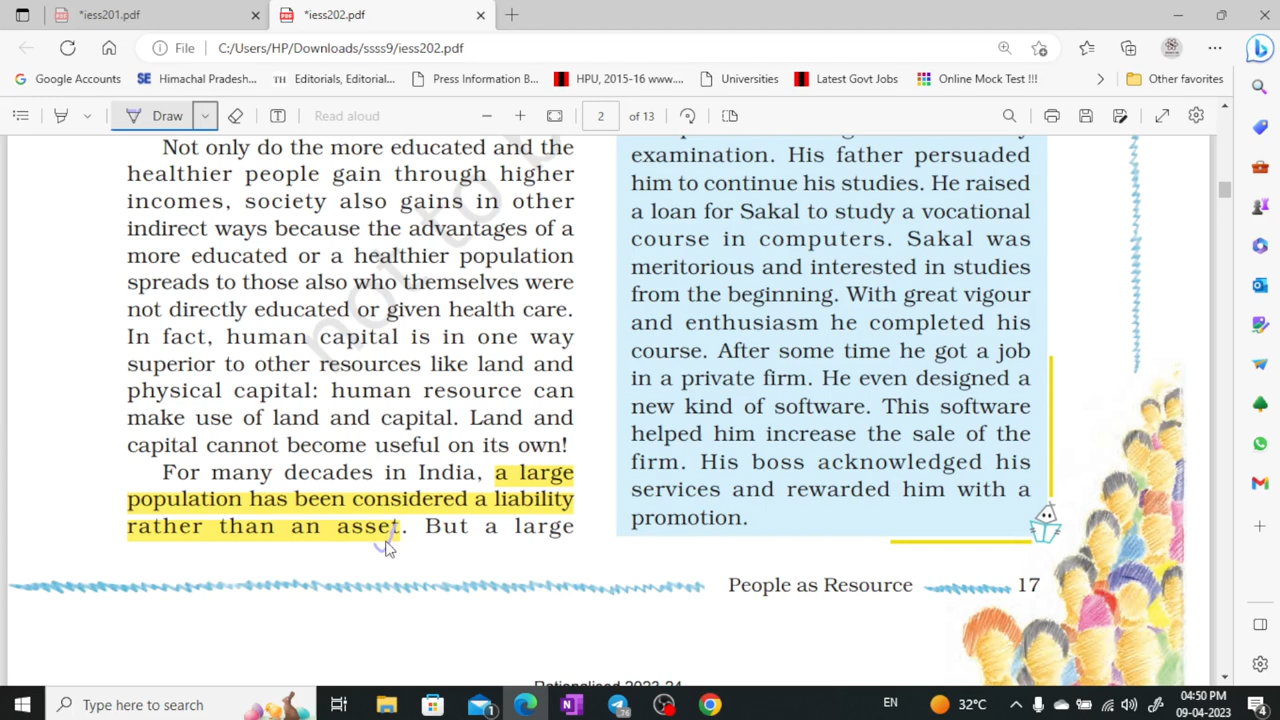 *iess201.pdf
*iess202.pdf
File C:/Users/HP/Downloads/ssss9/iess202.pdf
Google Accounts
SE Himachal Pradesh...
TH Editorials, Editorial...
Press Information B...
HPU, 2015-16 www....
Universities
Latest Govt Jobs
Online Mock Test !!!
Other favorites
Draw
Read aloud
2 of 13
Not only do the more educated and the
healthier people gain through higher
incomes, society also gains in other
indirect ways because the advantages of a
more educated or a healthier population
spreads to those also who themselves were
not directly educated or given health care.
In fact, human capital is in one way
superior to other resources like land and
physical capital: human resource can
make use of land and capital. Land and
capital cannot become useful on its own!
For many decades in India, a large
population has been considered a liability
rather than an asset. But a large
not to b
examination. His father persuaded
him to continue his studies. He raised
a loan for Sakal to study a vocational
course in computers. Sakal was
meritorious and interested in studies
from the beginning. With great vigour
and enthusiasm he completed his
course. After some time he got a job
in a private firm. He even designed a
new kind of software. This software
helped him increase the sale of the
firm. His boss acknowledged his
services and rewarded him with a
promotion.
People as Resource 17
Rationalised 2023-24
Type here to search
1
76
EN
32°C
04:50 PM
09-04-2023
4